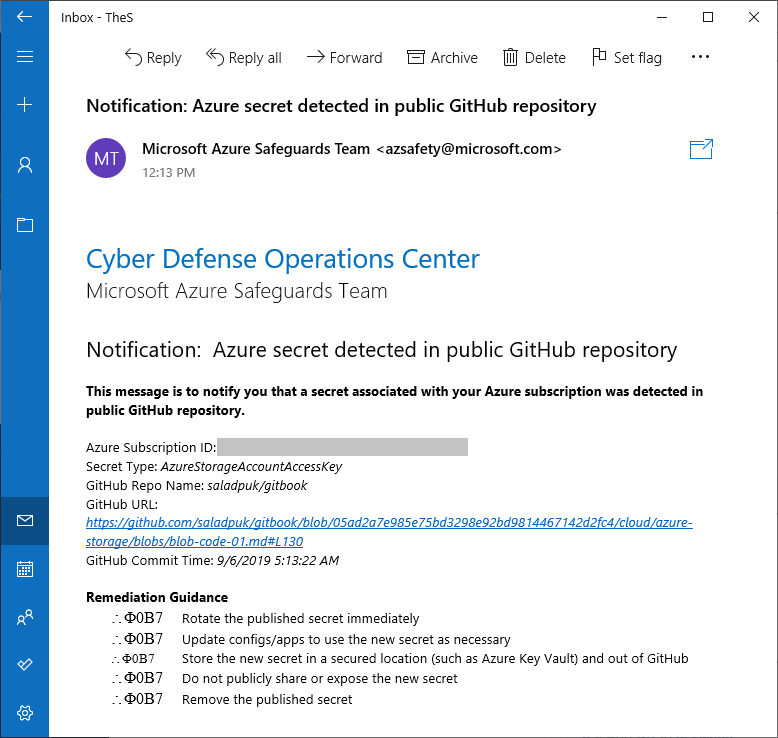 Inbox - TheS
Reply
Reply all
Forward
Archive
Delete
Set flag
Notification: Azure secret detected in public GitHub repository
MT
Microsoft Azure Safeguards Team <azsafety@microsoft.com>
12:13 PM
Cyber Defense Operations Center
Microsoft Azure Safeguards Team
Notification:  Azure secret detected in public GitHub repository
This message is to notify you that a secret associated with your Azure subscription was detected in
public GitHub repository.
Azure Subscription ID:
Secret Type: AzureStorageAccountAccessKey
GitHub Repo Name: saladpuk/gitbook
GitHub URL:
https://github.com/saladpuk/gitbook/blob/05ad2a7e985e75bd3298e92bd9814467142d2fc4/cloud/azure-
storage/blobs/blob-code-01.md#L130
GitHub Commit Time: 9/6/2019 5:13:22 AM
Remediation Guidance
∴Φ0B7 Rotate the published secret immediately
∴Φ0B7 Update configs/apps to use the new secret as necessary
∴Φ0B7 Store the new secret in a secured location (such as Azure Key Vault) and out of GitHub
∴Φ0B7 Do not publicly share or expose the new secret
∴Φ0B7 Remove the published secret